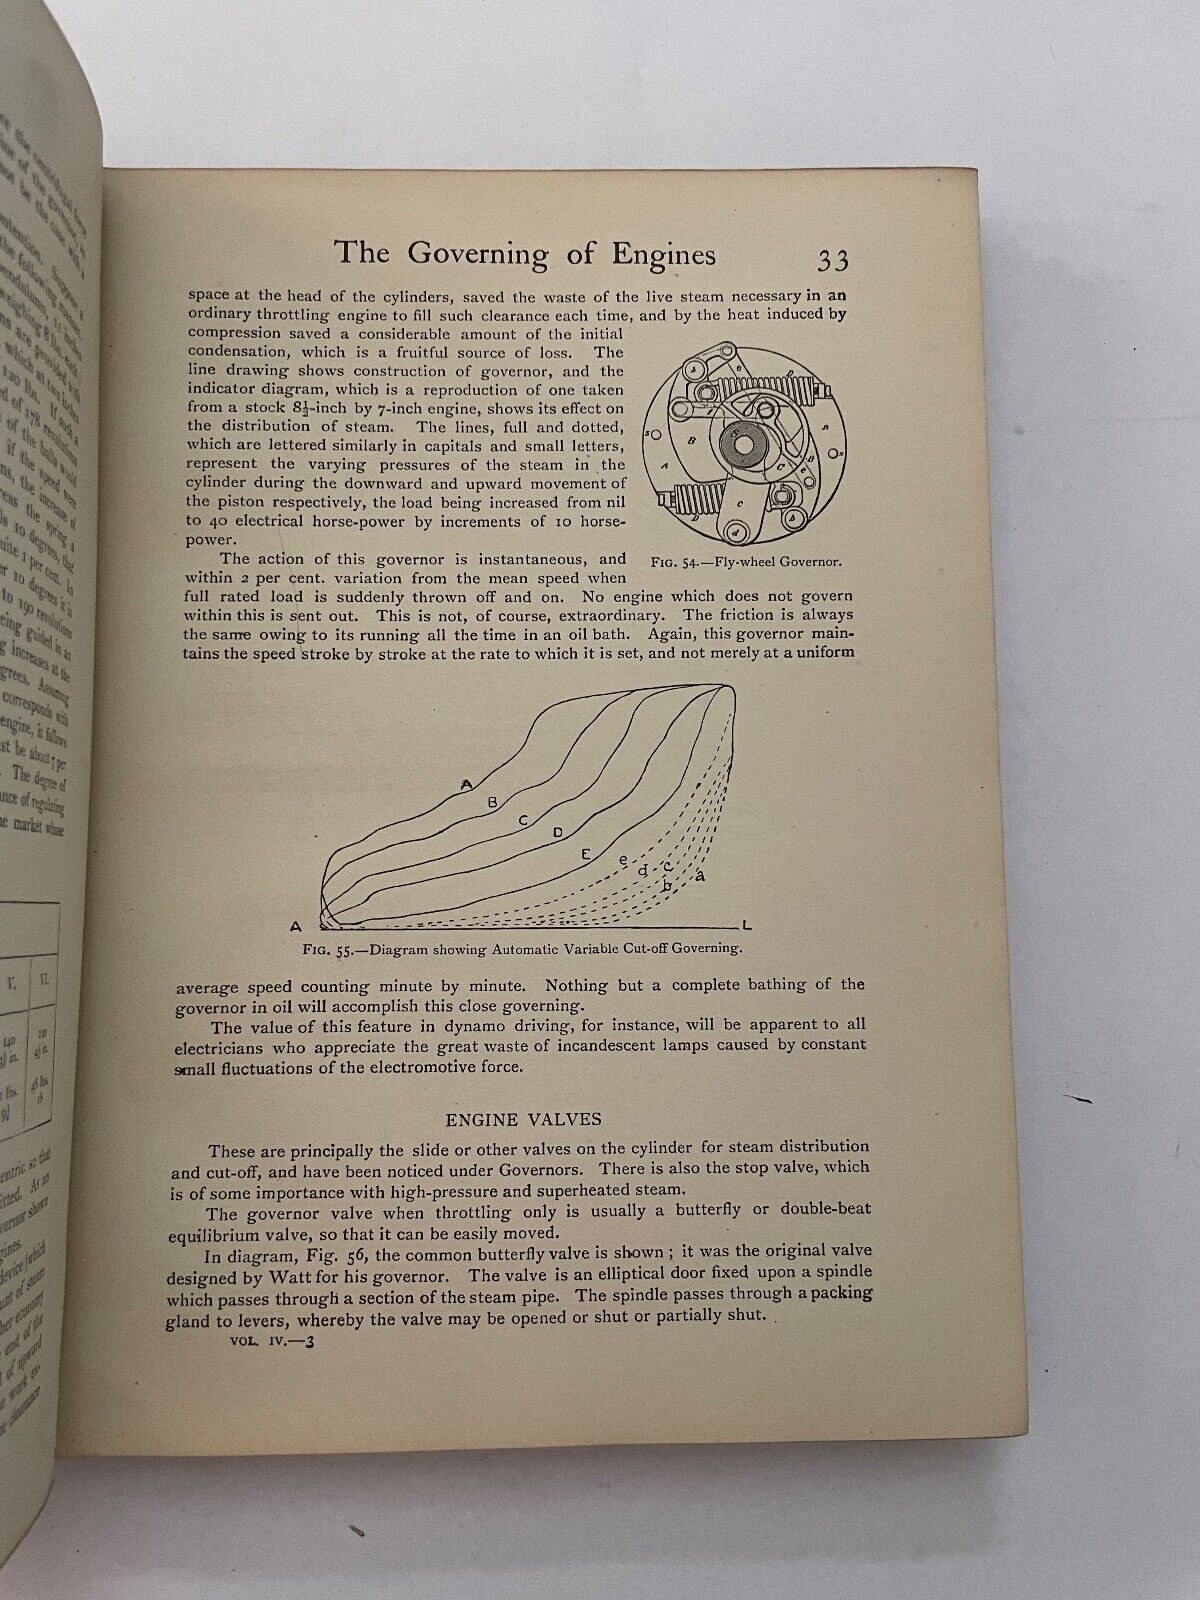 The Governing of Engines 33
space at the head of the cylinders, saved the waste of the live steam necessary in an
ordinary throttling engine to fill such clearance each time, and by the heat induced by
compression saved a considerable amount of the initial
condensation, which is a fruitful source of loss. The
line drawing shows construction of governor, and the
indicator diagram, which is a reproduction of one taken
from a stock 8½-inch by 7-inch engine, shows its effect on
the distribution of steam. The lines, full and dotted,
which are lettered similarly in capitals and small letters,
represent the varying pressures of the steam in the
cylinder during the downward and upward movement of
the piston respectively, the load being increased from nil
to 40 electrical horse-power by increments of 10 horse-
power.
The action of this governor is instantaneous, and
within 2 per cent. variation from the mean speed when
FIG. 54.—Fly-wheel Governor.
full rated load is suddenly thrown off and on. No engine which does not govern
within this is sent out. This is not, of course, extraordinary. The friction is always
the same owing to its running all the time in an oil bath. Again, this governor main-
tains the speed stroke by stroke at the rate to which it is set, and not merely at a uniform
A
B
C
D
E
e
d
c
b
a
A
L
FIG. 55.—Diagram showing Automatic Variable Cut-off Governing.
average speed counting minute by minute. Nothing but a complete bathing of the
governor in oil will accomplish this close governing.
The value of this feature in dynamo driving, for instance, will be apparent to all
electricians who appreciate the great waste of incandescent lamps caused by constant
small fluctuations of the electromotive force.
ENGINE VALVES
These are principally the slide or other valves on the cylinder for steam distribution
and cut-off, and have been noticed under Governors. There is also the stop valve, which
is of some importance with high-pressure and superheated steam.
The governor valve when throttling only is usually a butterfly or double-beat
equilibrium valve, so that it can be easily moved.
In diagram, Fig. 56, the common butterfly valve is shown; it was the original valve
designed by Watt for his governor. The valve is an elliptical door fixed upon a spindle
which passes through a section of the steam pipe. The spindle passes through a packing
gland to levers, whereby the valve may be opened or shut or partially shut.
VOL. IV.—3